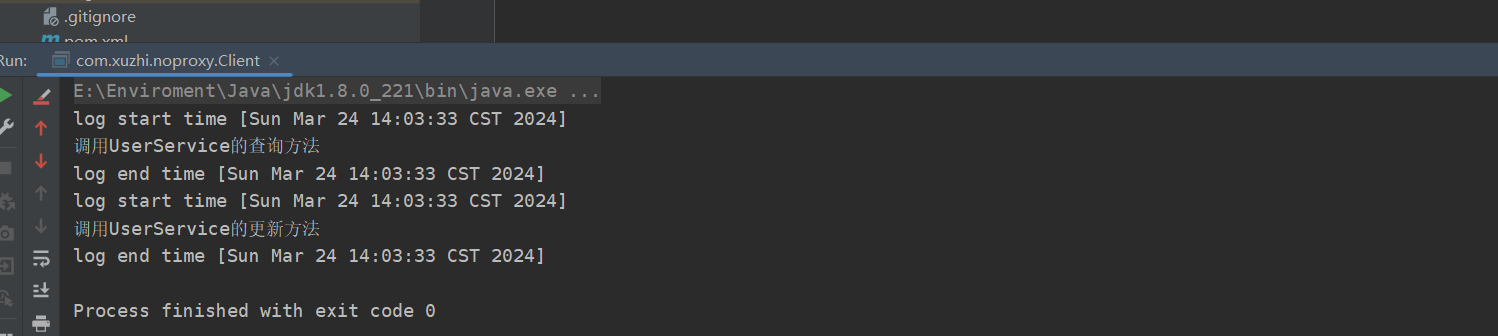 .gitignore
pom.xml
Run: com.xuzhi.noproxy.Client ×
E:\Enviroment\Java\jdk1.8.0_221\bin\java.exe ...
log start time [Sun Mar 24 14:03:33 CST 2024]
调用UserService的查询方法
log end time [Sun Mar 24 14:03:33 CST 2024]
log start time [Sun Mar 24 14:03:33 CST 2024]
调用UserService的更新方法
log end time [Sun Mar 24 14:03:33 CST 2024]
Process finished with exit code 0